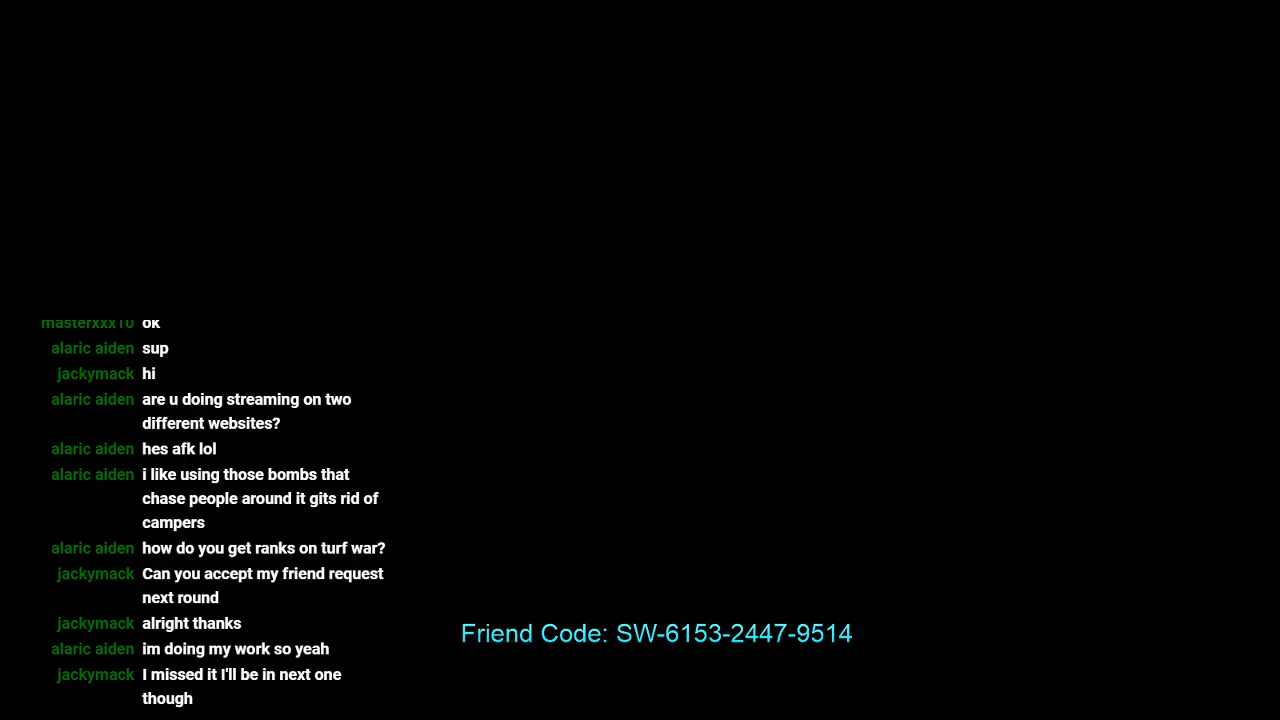 masterxxx10 ok
alaric aiden sup
jackymack hi
alaric aiden are u doing streaming on two
different websites?
alaric aiden hes afk lol
alaric aiden i like using those bombs that
chase people around it gits rid of
campers
alaric aiden how do you get ranks on turf war?
jackymack Can you accept my friend request
next round
jackymack alright thanks
alaric aiden im doing my work so yeah
jackymack I missed it I'll be in next one
though
Friend Code: SW-6153-2447-9514